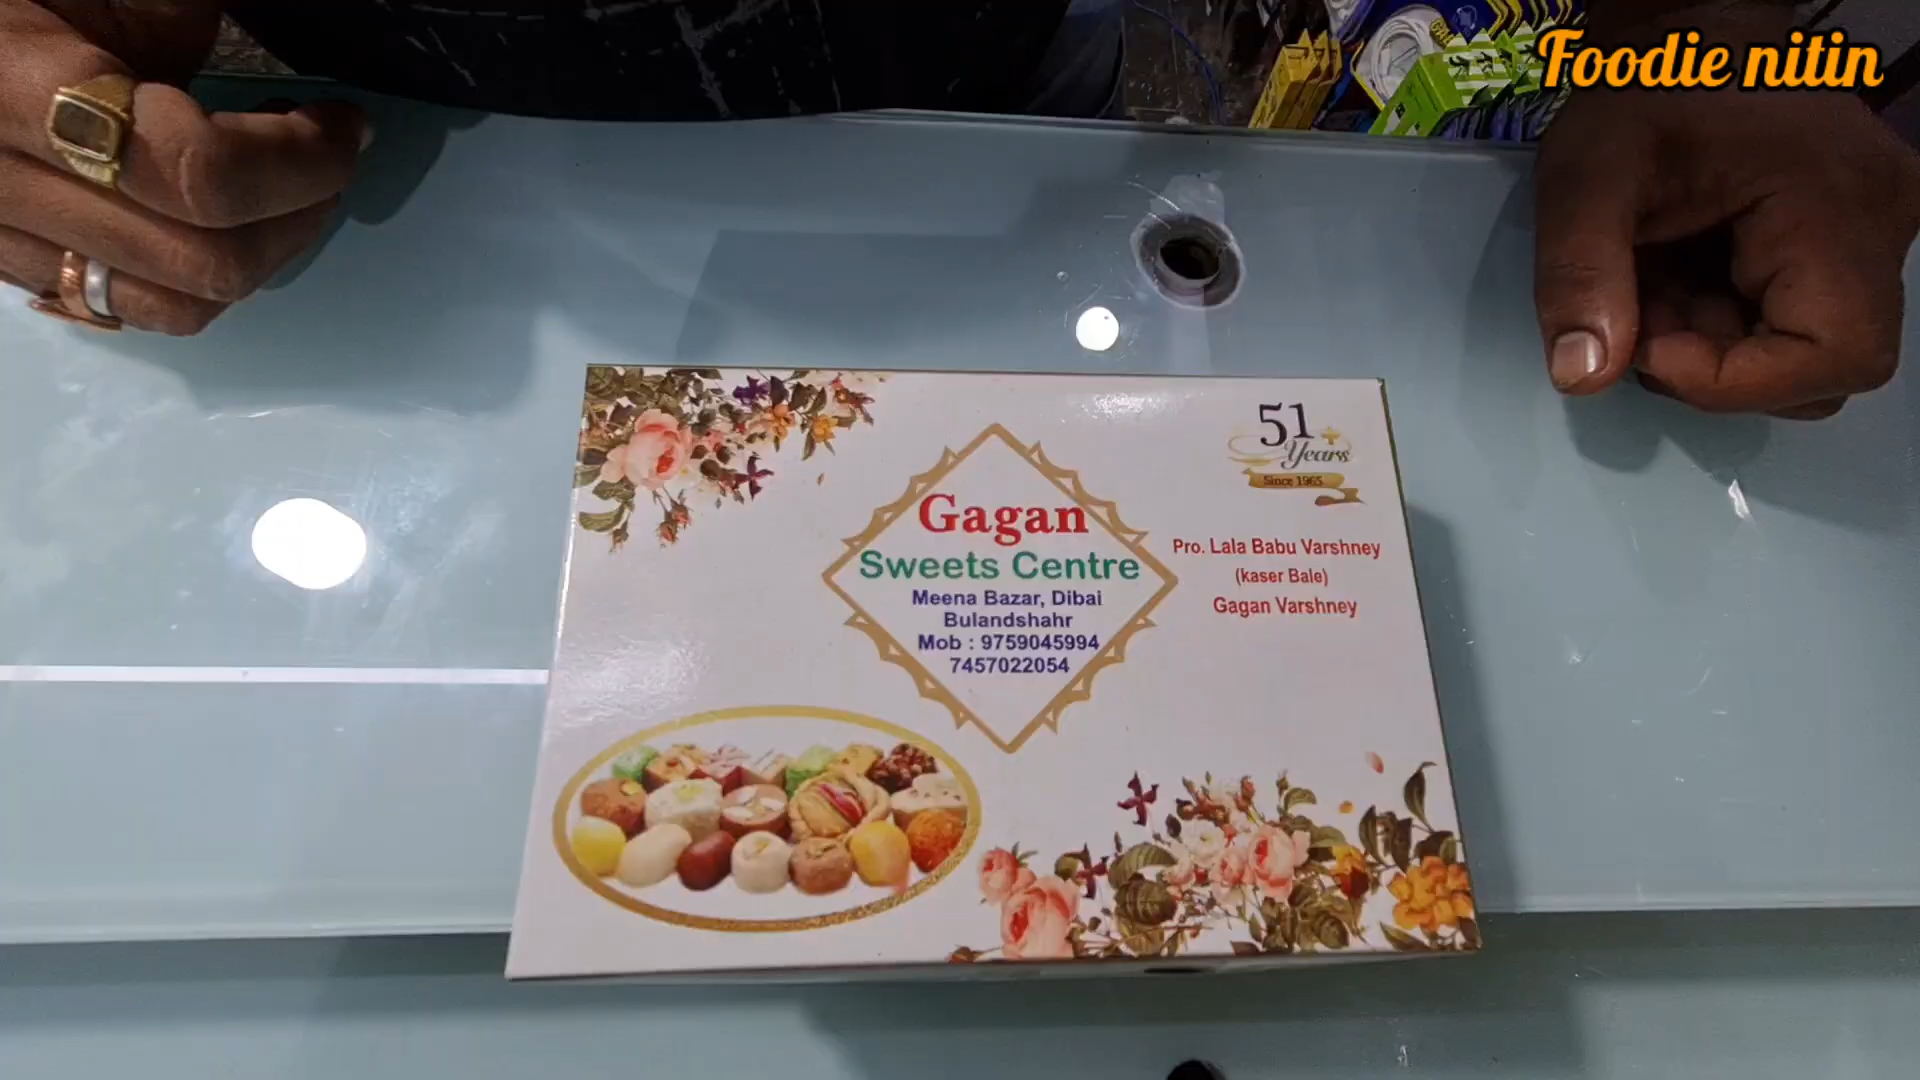 Foodie nitin
51+
Years
Since 1965
Gagan
Sweets Centre
Meena Bazar, Dibai
Bulandshahr
Mob : 9759045994
7457022054
Pro. Lala Babu Varshney
(kaser Bale)
Gagan Varshney